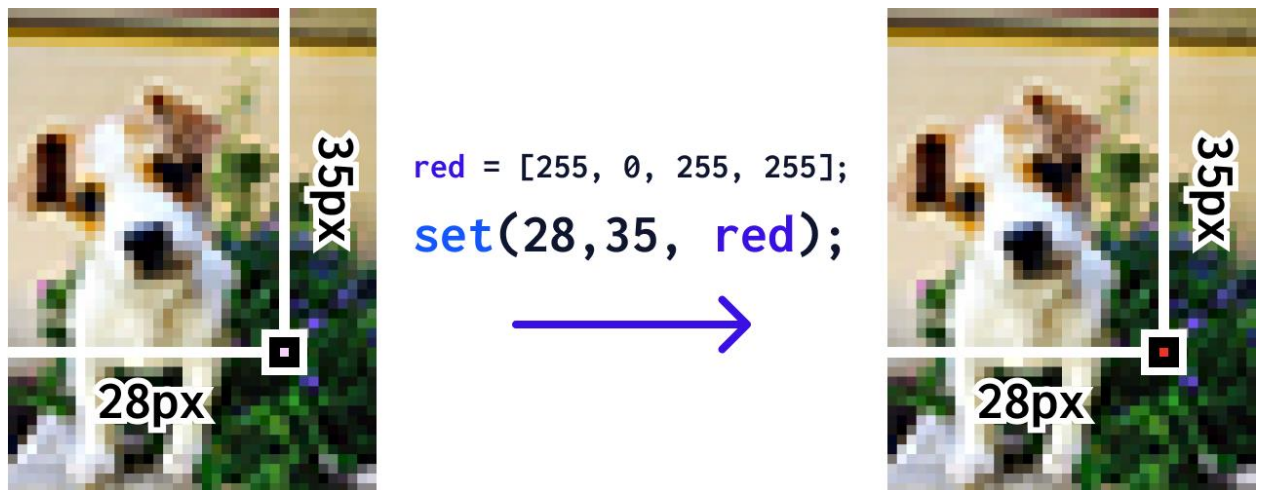 35px
28px
red = [255, 0, 255, 255];
set(28,35, red);
35px
28px